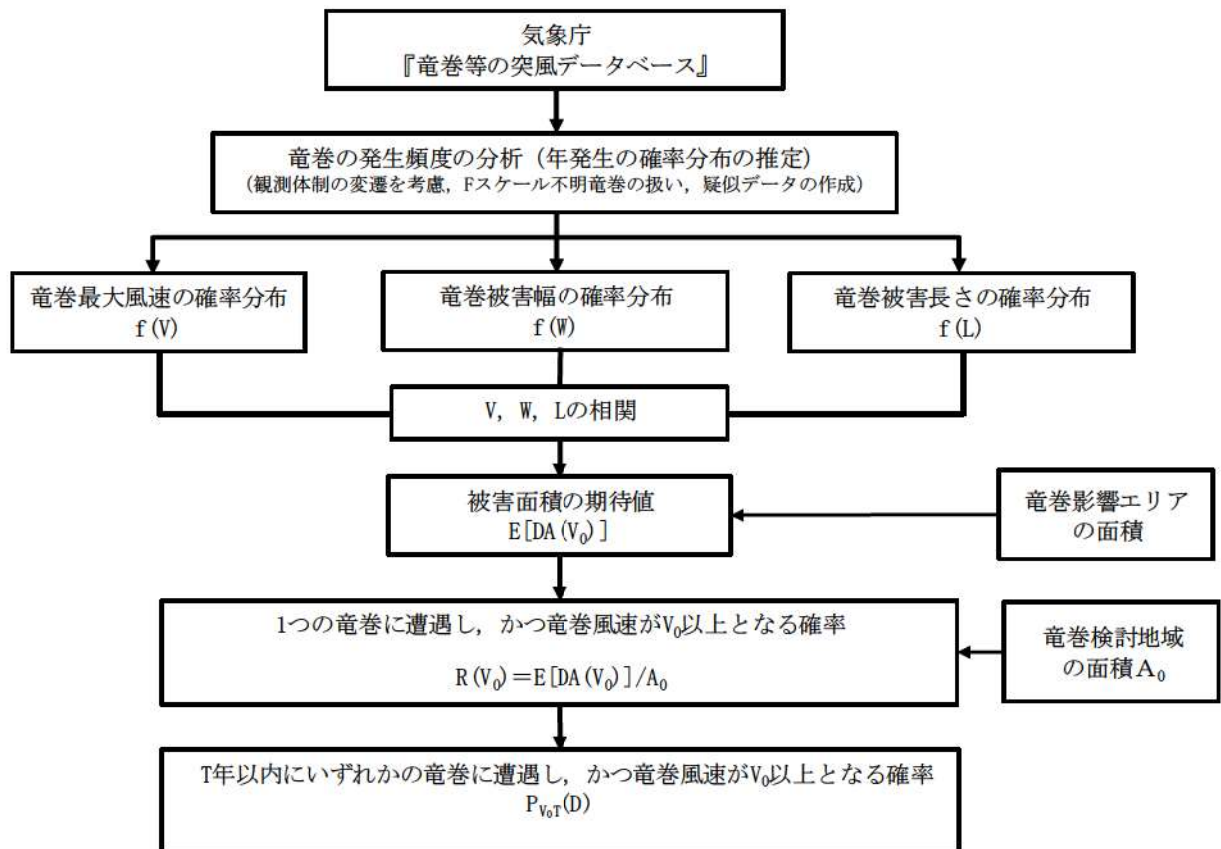 気象庁
『竜巻等の突風データベース』
竜巻の発生頻度の分析（年発生の確率分布の推定）
（観測体制の変遷を考慮，Fスケール不明竜巻の扱い，疑似データの作成）
竜巻最大風速の確率分布
f(V)
竜巻被害幅の確率分布
f(W)
竜巻被害長さの確率分布
f(L)
V, W, Lの相関
被害面積の期待値
E[DA(V₀)]
竜巻影響エリア
の面積
1つの竜巻に遭遇し，かつ竜巻風速がV₀以上となる確率
R(V₀)＝E[DA(V₀)]/A₀
竜巻検討地域
の面積A₀
T年以内にいずれかの竜巻に遭遇し，かつ竜巻風速がV₀以上となる確率
P_{V₀T}(D)